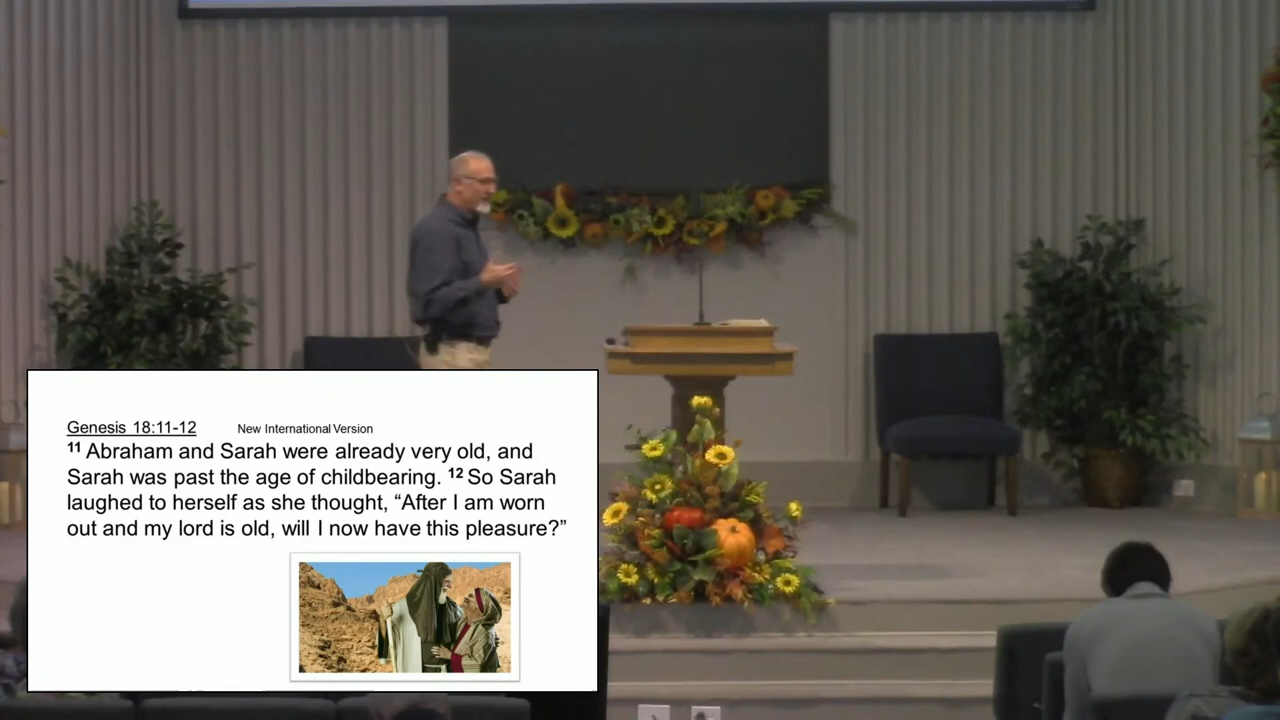 Genesis 18:11-12 New International Version
11 Abraham and Sarah were already very old, and
Sarah was past the age of childbearing. 12 So Sarah
laughed to herself as she thought, “After I am worn
out and my lord is old, will I now have this pleasure?”